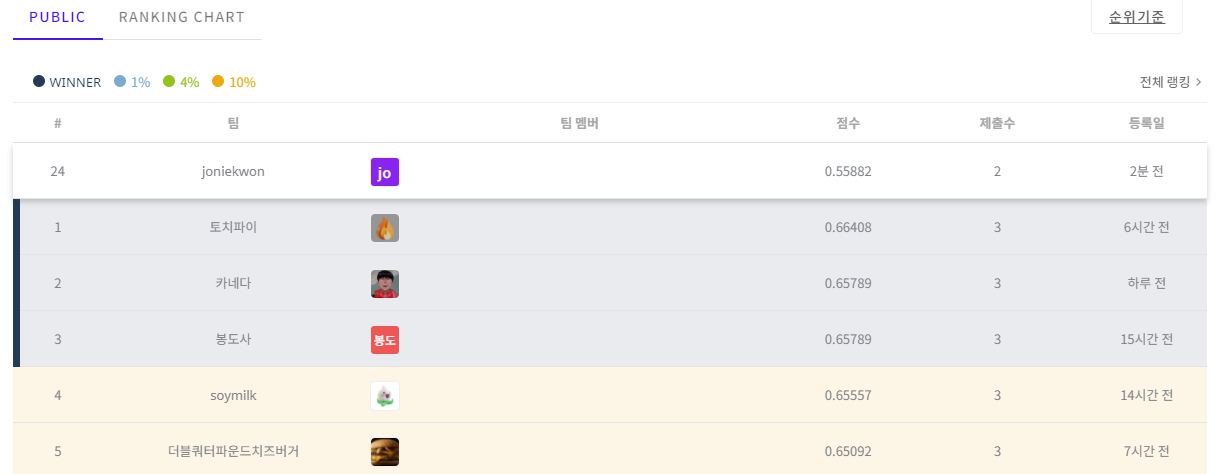 PUBLIC RANKING CHART 순위기준
WINNER 1% 4% 10% 전체 랭킹 >
# 팀 팀 멤버 점수 제출수 등록일
24 joniekwon jo 0.55882 2 2분 전
1 토치파이 0.66408 3 6시간 전
2 카네다 0.65789 3 하루 전
3 봉도사 봉도 0.65789 3 15시간 전
4 soymilk 0.65557 3 14시간 전
5 더블쿼터파운드치즈버거 0.65092 3 7시간 전